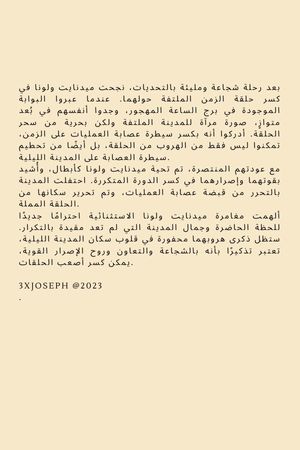 بعد رحلة شجاعة ومليئة بالتحديات، نجحت ميدنايت ولونا في
كسر حلقة الزمن الملتفة حولهما. عندما عبروا البوابة
الموجودة في برج الساعة المهجور، وجدوا أنفسهم في بُعد
متوازٍ، صورة مرآة للمدينة الملتفة ولكن بحرية من سحر
الحلقة. أدركوا أنه بكسر سيطرة عصابة العمليات على الزمن،
تمكنوا ليس فقط من الهروب من الحلقة، بل أيضًا من تحطيم
سيطرة العصابة على المدينة الليلية.
مع عودتهم المنتصرة، تم تحية ميدنايت ولونا كأبطال، وأُشيد
بقوتهما وإصرارهما في كسر الدورة المتكررة. احتفلت المدينة
بالتحرر من قبضة عصابة العمليات، وتم تحرير سكانها من
الحلقة المملة.
ألهمت مغامرة ميدنايت ولونا الاستثنائية احترامًا جديدًا
للحظة الحاضرة وجمال المدينة التي لم تعد مقيدة بالتكرار.
ستظل ذكرى هروبهما محفورة في قلوب سكان المدينة الليلية،
تعتبر تذكيرًا بأنه بالشجاعة والتعاون وروح الإصرار القوية،
يمكن كسر أصعب الحلقات.
3XJOSEPH @2023
.